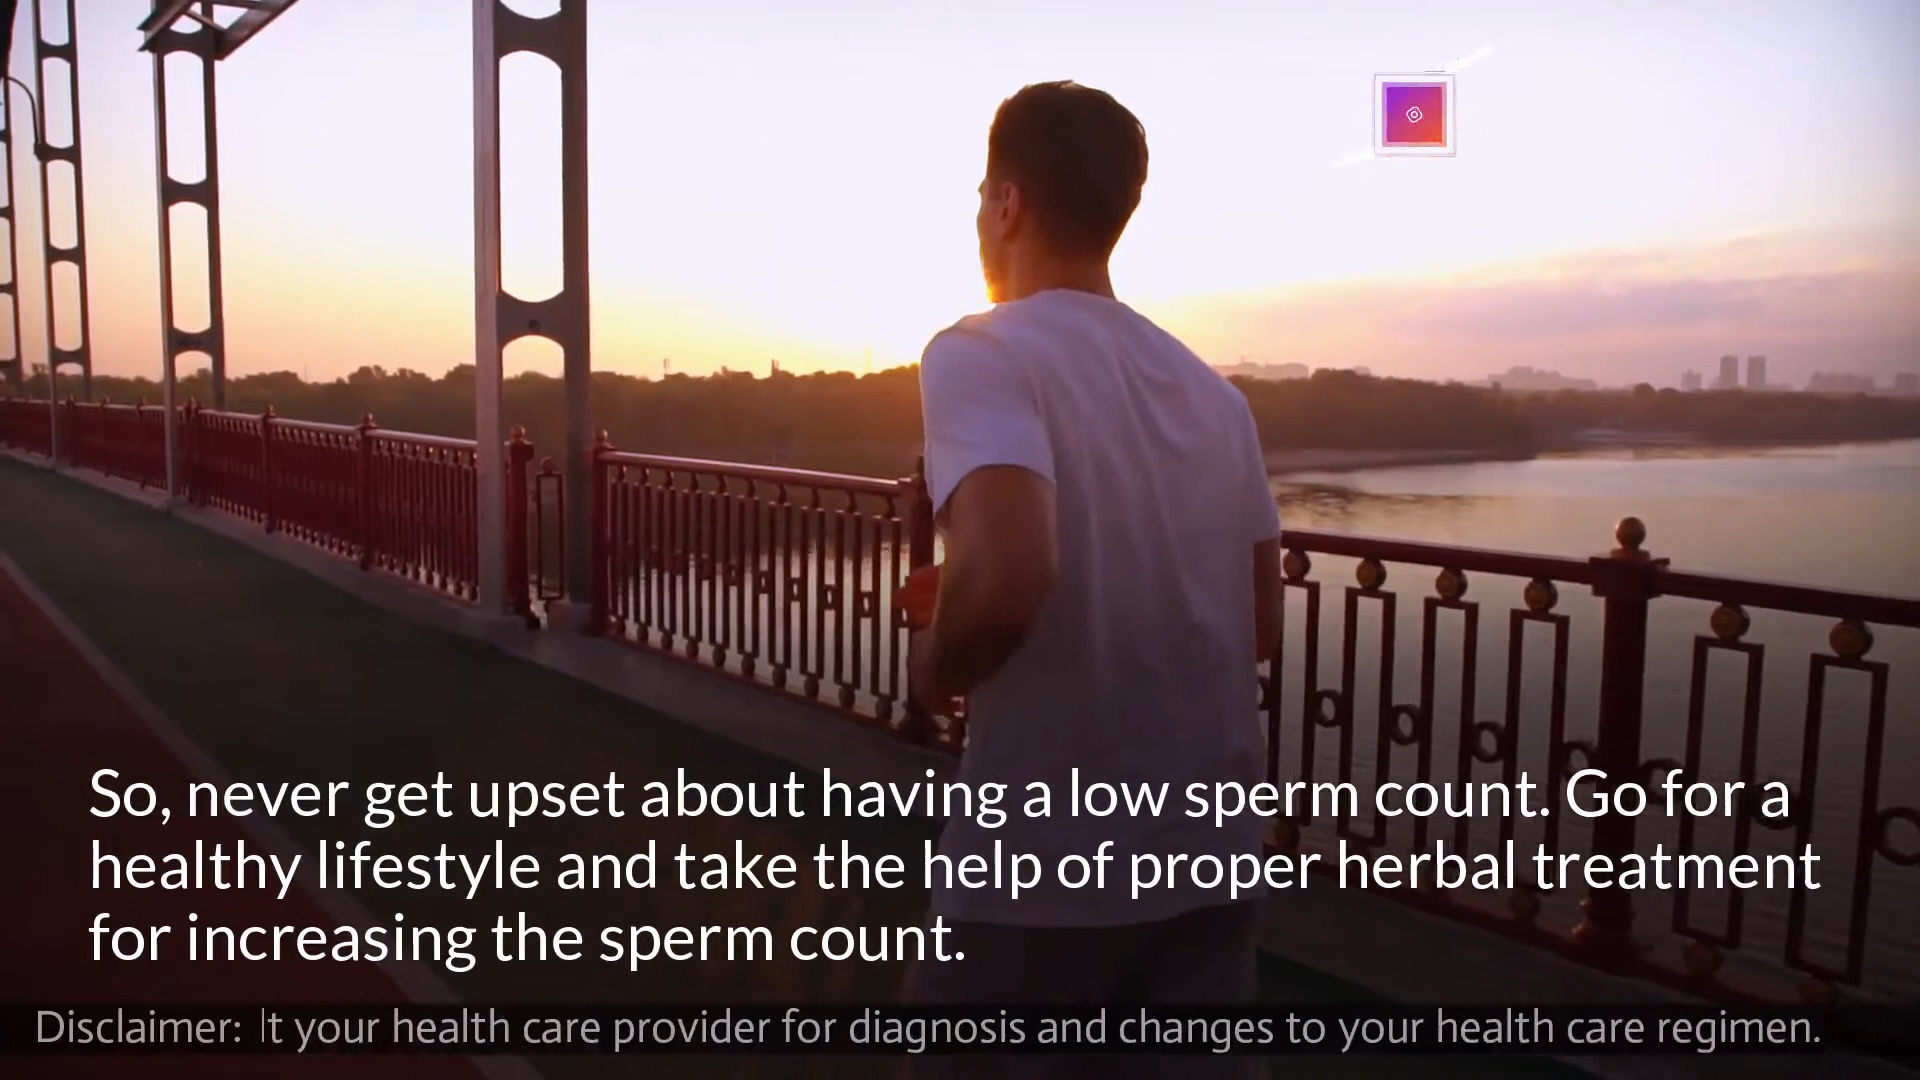 So, never get upset about having a low sperm count. Go for a
healthy lifestyle and take the help of proper herbal treatment
for increasing the sperm count.
Disclaimer: lt your health care provider for diagnosis and changes to your health care regimen.